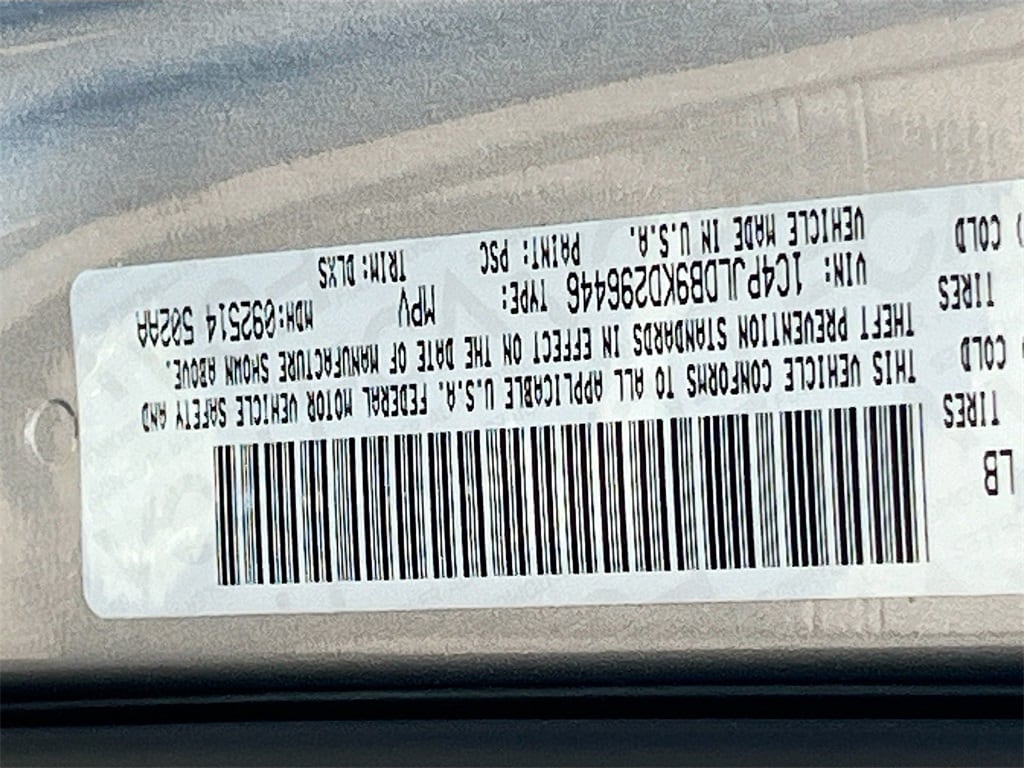 LB
TIRES
COLD
TIRES
COLD
THIS VEHICLE CONFORMS TO ALL APPLICABLE U.S.A. FEDERAL MOTOR VEHICLE SAFETY AND
THEFT PREVENTION STANDARDS IN EFFECT ON THE DATE OF MANUFACTURE SHOWN ABOVE.
VIN: 1C4PJLDB9KD296446 TYPE: MPV MDH:092514 502AA
VEHICLE MADE IN U.S.A. PAINT: PSC TRIM: DLXS